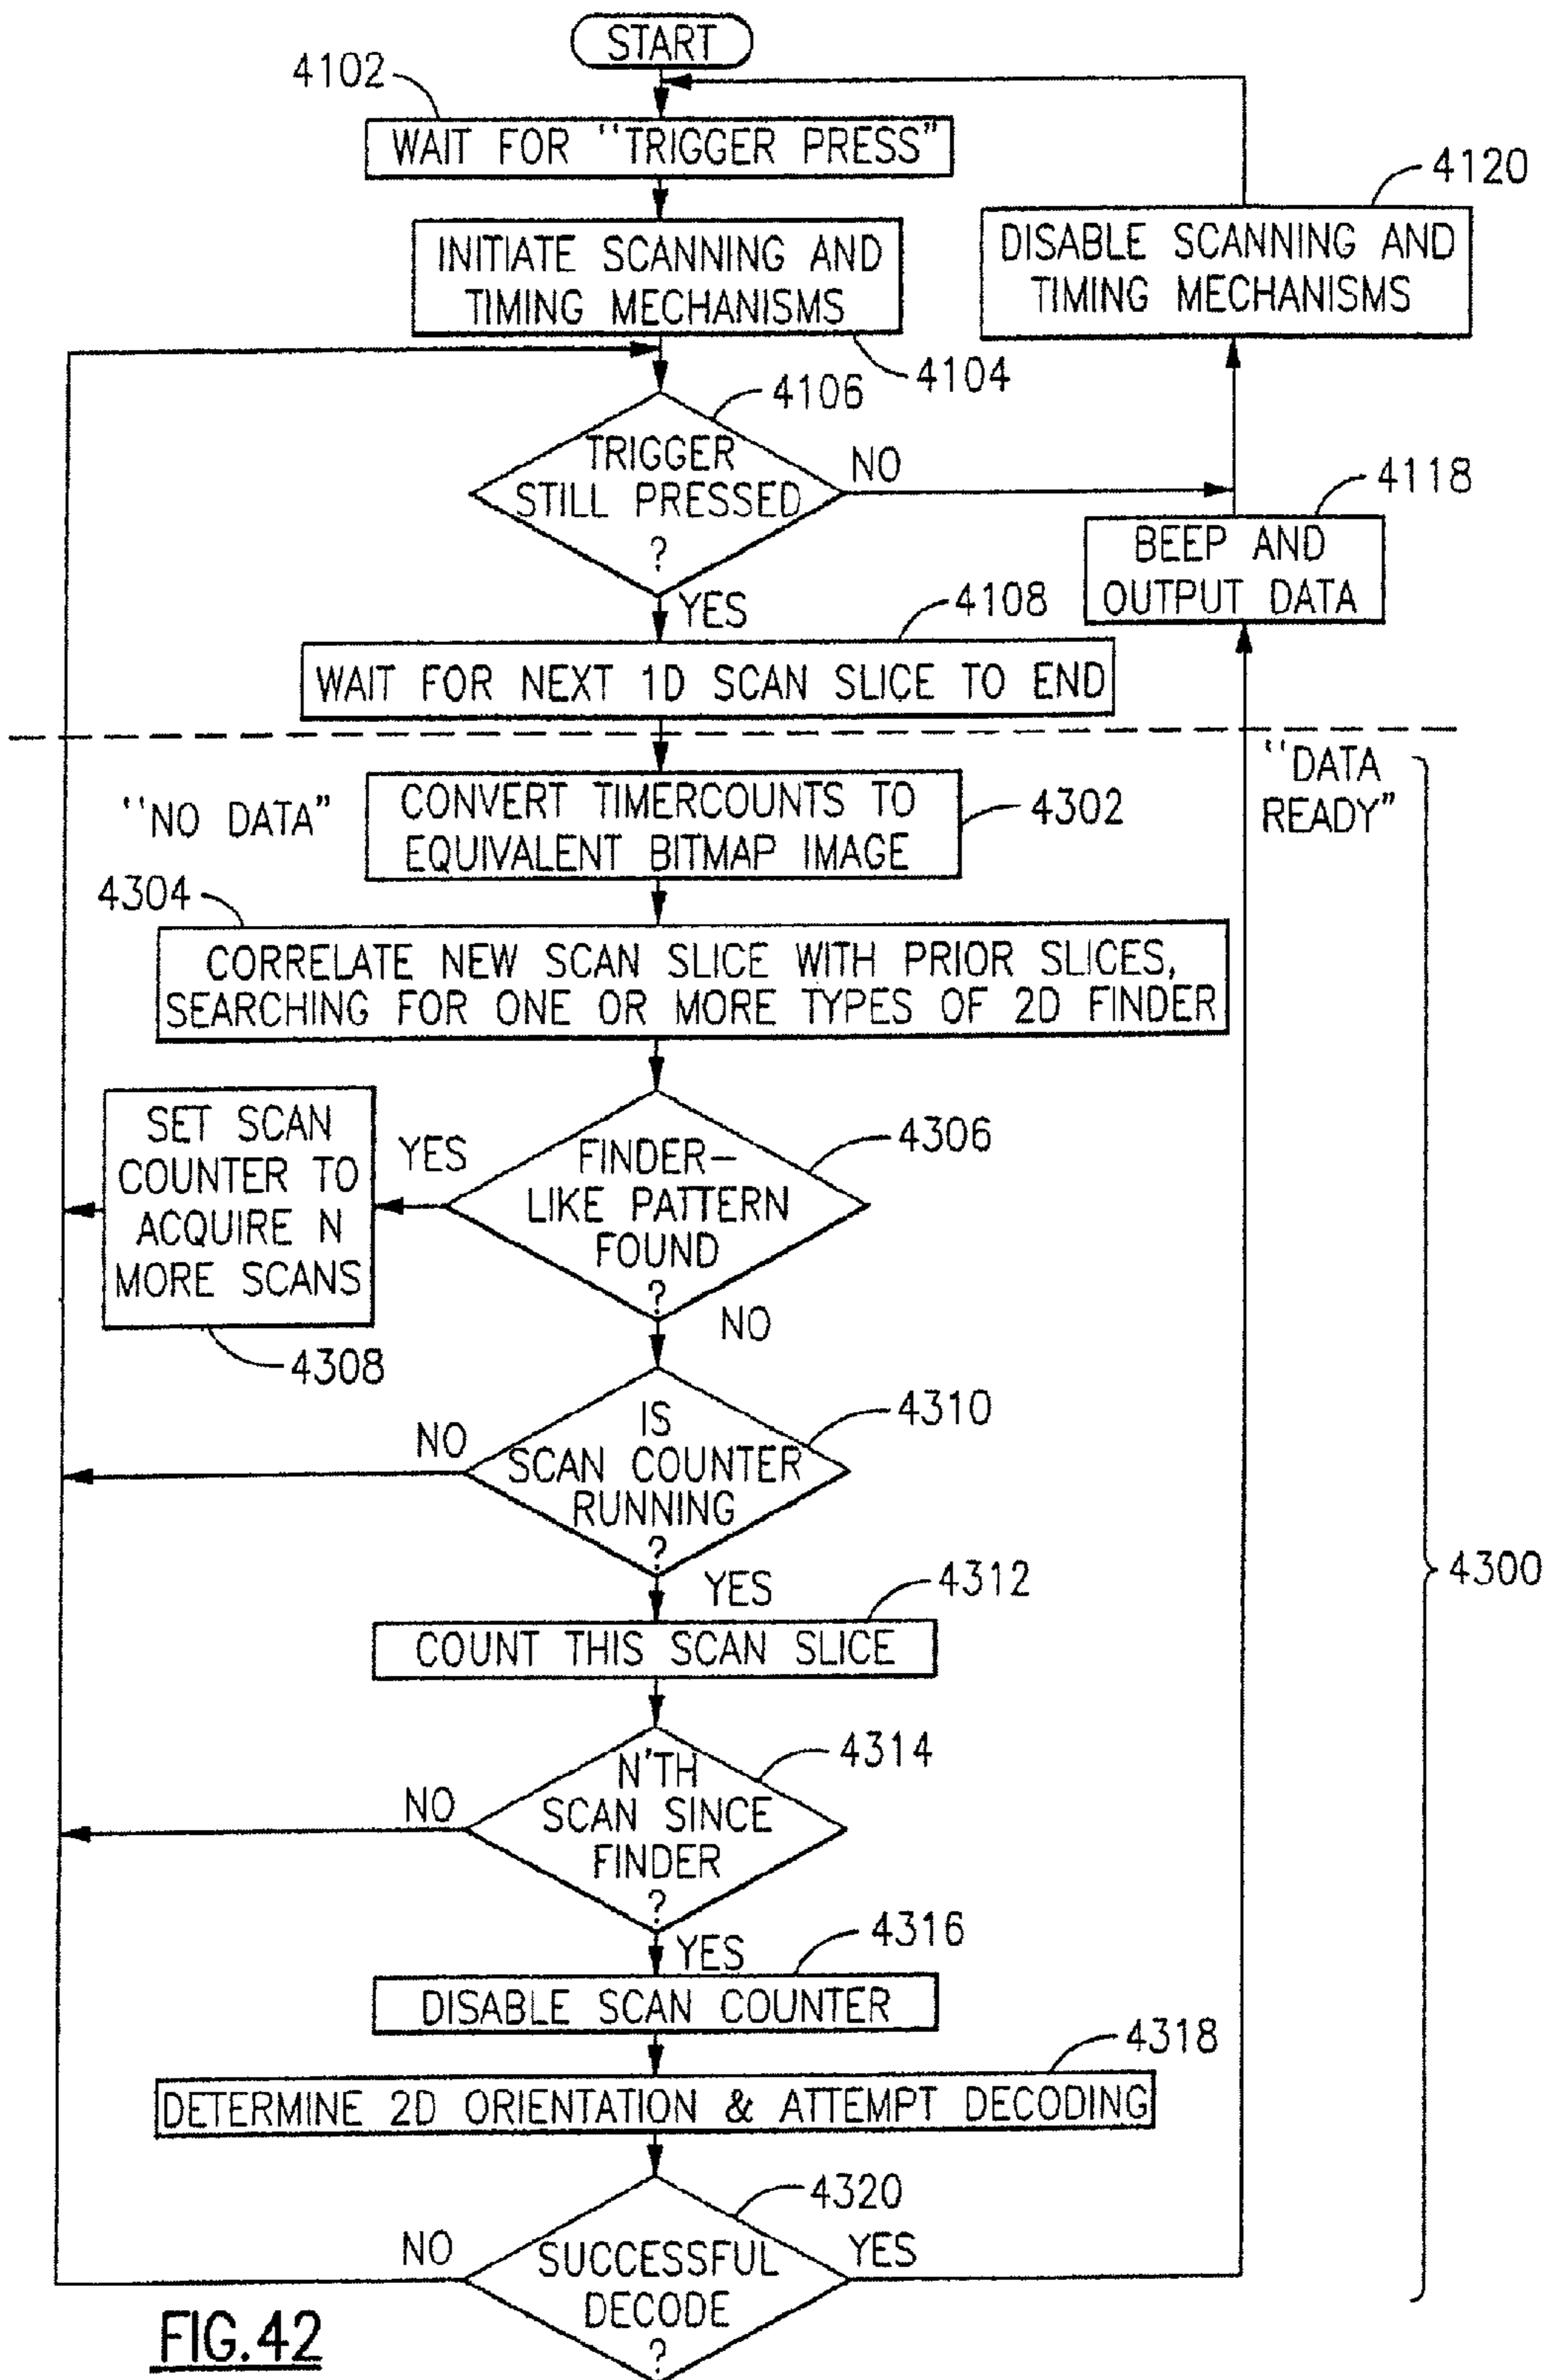 START
4102
WAIT FOR "TRIGGER PRESS"
4120
INITIATE SCANNING AND
TIMING MECHANISMS
DISABLE SCANNING AND
TIMING MECHANISMS
4104
4106
TRIGGER
STILL PRESSED
?
NO
4118
BEEP AND
OUTPUT DATA
YES
4108
WAIT FOR NEXT 1D SCAN SLICE TO END
"NO DATA"
"DATA
READY"
CONVERT TIMERCOUNTS TO
EQUIVALENT BITMAP IMAGE
4302
4304
CORRELATE NEW SCAN SLICE WITH PRIOR SLICES,
SEARCHING FOR ONE OR MORE TYPES OF 2D FINDER
SET SCAN
COUNTER TO
ACQUIRE N
MORE SCANS
YES
FINDER-
LIKE PATTERN
FOUND
?
4306
NO
4308
IS
SCAN COUNTER
RUNNING
?
4310
NO
YES
4312
4300
COUNT THIS SCAN SLICE
N'TH
SCAN SINCE
FINDER
?
4314
NO
YES
4316
DISABLE SCAN COUNTER
4318
DETERMINE 2D ORIENTATION & ATTEMPT DECODING
4320
NO
SUCCESSFUL
DECODE
?
YES
FIG.42